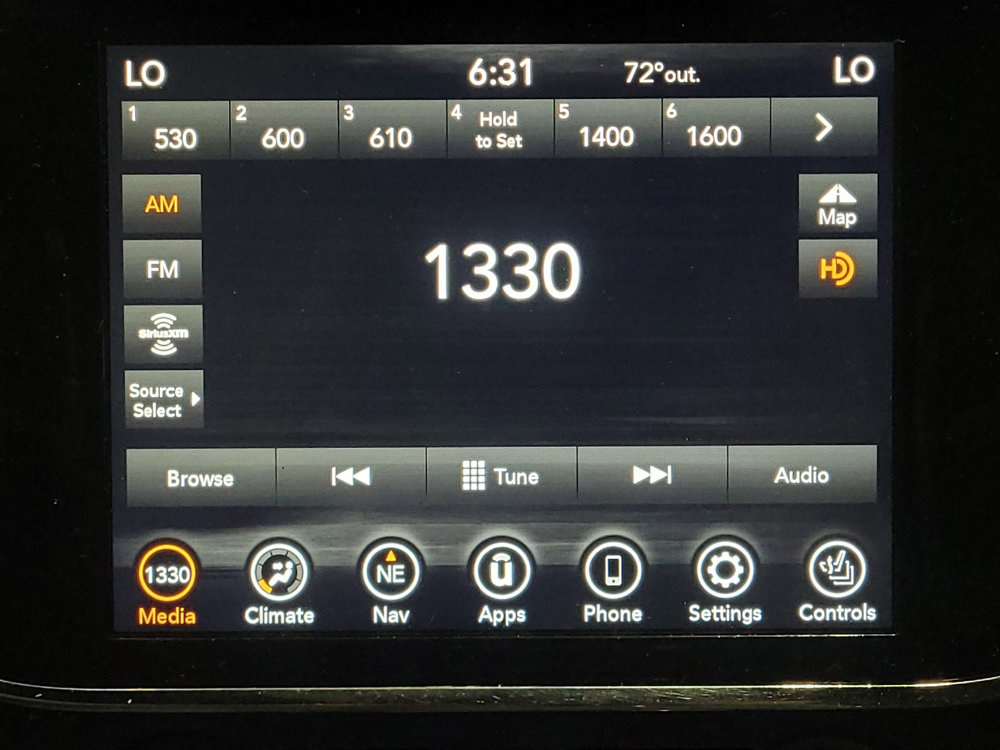 LO 6:31 72°out. LO
1 530 2 600 3 610 4 Hold to Set 5 1400 6 1600
AM
Map
1330
FM
HD
SiriusXM
Source
Select
Browse Tune Audio
1330 NE u
Media Climate Nav Apps Phone Settings Controls